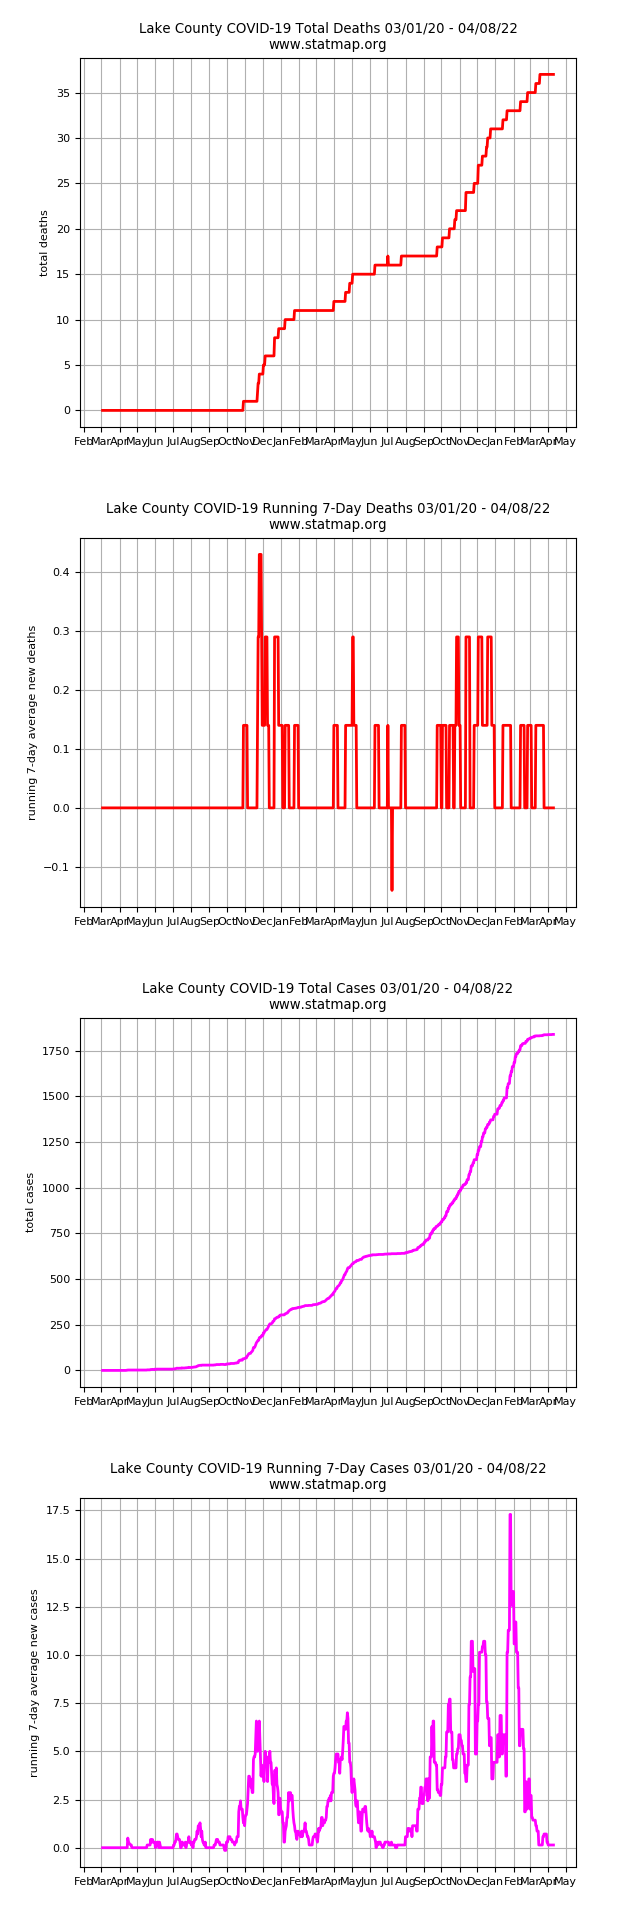 Lake County COVID-19 Total Deaths 03/01/20 - 04/08/22
www.statmap.org
35
30
25
20
15
10
5
0
total deaths
Feb Mar Apr May Jun Jul Aug Sep Oct Nov Dec Jan Feb Mar Apr May Jun Jul Aug Sep Oct Nov Dec Jan Feb Mar Apr May
Lake County COVID-19 Running 7-Day Deaths 03/01/20 - 04/08/22
www.statmap.org
0.4
0.3
0.2
0.1
0.0
−0.1
running 7-day average new deaths
Feb Mar Apr May Jun Jul Aug Sep Oct Nov Dec Jan Feb Mar Apr May Jun Jul Aug Sep Oct Nov Dec Jan Feb Mar Apr May
Lake County COVID-19 Total Cases 03/01/20 - 04/08/22
www.statmap.org
1750
1500
1250
1000
750
500
250
0
total cases
Feb Mar Apr May Jun Jul Aug Sep Oct Nov Dec Jan Feb Mar Apr May Jun Jul Aug Sep Oct Nov Dec Jan Feb Mar Apr May
Lake County COVID-19 Running 7-Day Cases 03/01/20 - 04/08/22
www.statmap.org
17.5
15.0
12.5
10.0
7.5
5.0
2.5
0.0
running 7-day average new cases
Feb Mar Apr May Jun Jul Aug Sep Oct Nov Dec Jan Feb Mar Apr May Jun Jul Aug Sep Oct Nov Dec Jan Feb Mar Apr May